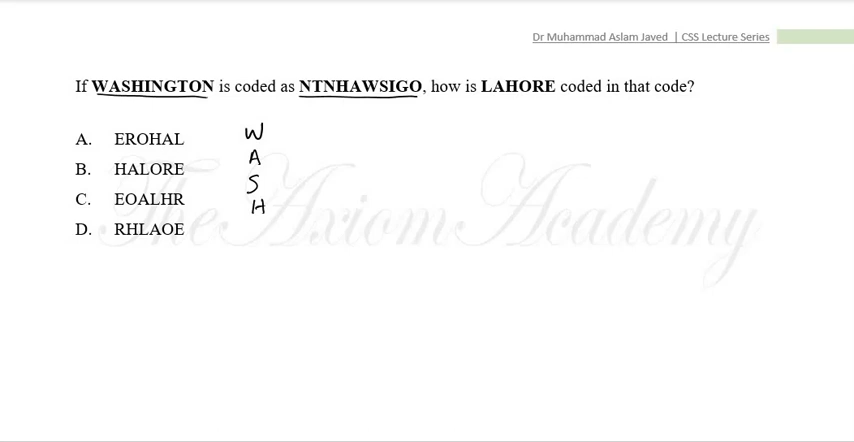 Dr Muhammad Aslam Javed | CSS Lecture Series
If WASHINGTON is coded as NTNHAWSIGO, how is LAHORE coded in that code?
A. EROHAL
B. HALORE
C. EOALHR
D. RHLAOE
W
A
S
H
The Axiom Academy